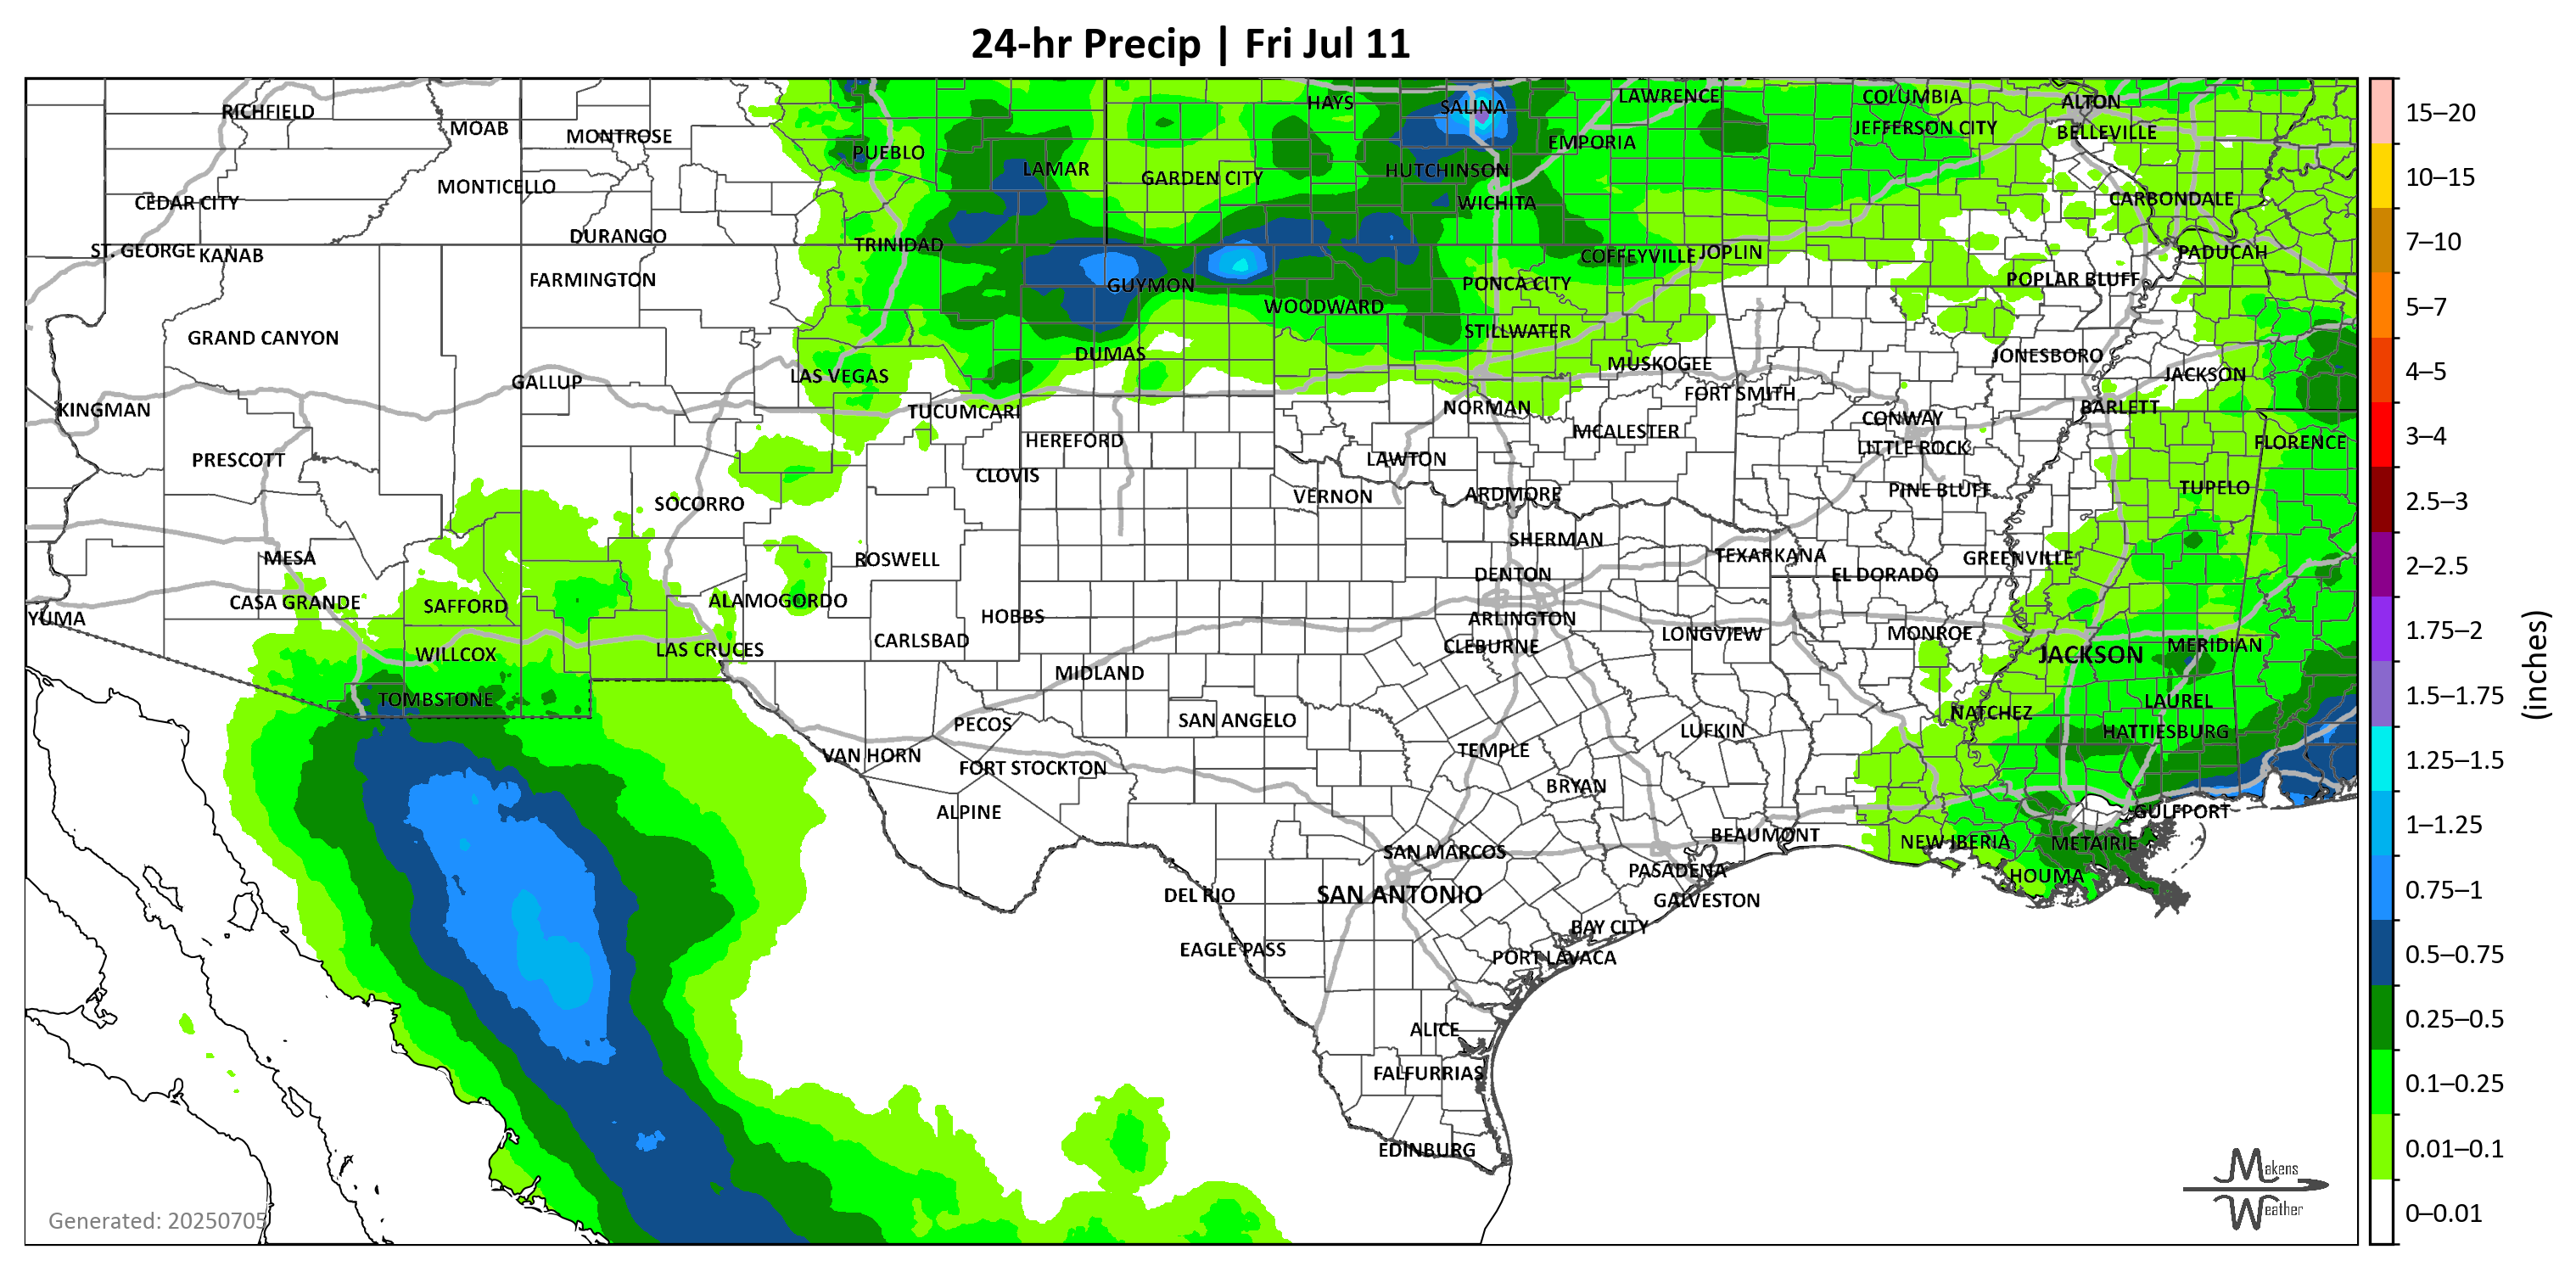 24-hr Precip | Fri Jul 11
RICHFIELD
MOAB
MONTROSE
PUEBLO
LAMAR
GARDEN CITY
HAYS
SALINA
LAWRENCE
COLUMBIA
ALTON
JEFFERSON CITY
BELLEVILLE
EMPORIA
HUTCHINSON
CEDAR CITY
MONTICELLO
WICHITA
CARBONDALE
ST. GEORGE
KANAB
DURANGO
TRINIDAD
COFFEYVILLE
JOPLIN
PADUCAH
FARMINGTON
GUYMON
PONCA CITY
POPLAR BLUFF
WOODWARD
GRAND CANYON
STILLWATER
DUMAS
JONESBORO
MUSKOGEE
LAS VEGAS
GALLUP
JACKSON
FORT SMITH
KINGMAN
TUCUMCARI
NORMAN
BARLETT
CONWAY
HEREFORD
MCALESTER
LITTLE ROCK
FLORENCE
PRESCOTT
CLOVIS
LAWTON
SOCORRO
VERNON
ARDMORE
PINE BLUFF
TUPELO
MESA
ROSWELL
SHERMAN
TEXARKANA
GREENVILLE
DENTON
EL DORADO
CASA GRANDE
SAFFORD
ALAMOGORDO
YUMA
HOBBS
ARLINGTON
CARLSBAD
CLEBURNE
LONGVIEW
MONROE
WILLCOX
LAS CRUCES
JACKSON
MERIDIAN
MIDLAND
TOMBSTONE
LAUREL
PECOS
SAN ANGELO
NATCHEZ
LUFKIN
HATTIESBURG
VAN HORN
FORT STOCKTON
TEMPLE
BRYAN
ALPINE
GULFPORT
BEAUMONT
NEW IBERIA
METAIRIE
SAN MARCOS
PASADENA
HOUMA
DEL RIO
SAN ANTONIO
GALVESTON
BAY CITY
EAGLE PASS
PORT LAVACA
ALICE
FALFURRIAS
EDINBURG
Generated: 20250705
Makens
Weather
15–20
10–15
7–10
5–7
4–5
3–4
2.5–3
2–2.5
1.75–2
1.5–1.75
1.25–1.5
1–1.25
0.75–1
0.5–0.75
0.25–0.5
0.1–0.25
0.01–0.1
0–0.01
(inches)